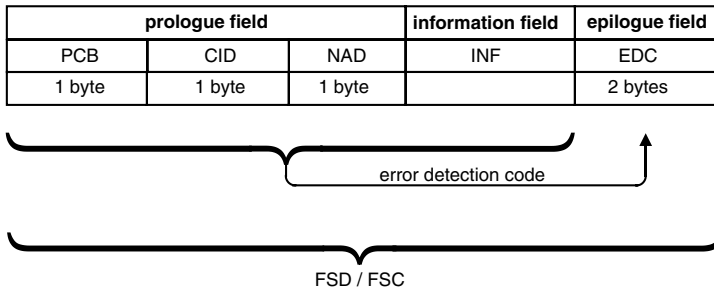 prologue field information field epilogue field
PCB CID NAD INF EDC
1 byte 1 byte 1 byte 2 bytes
error detection code
FSD / FSC